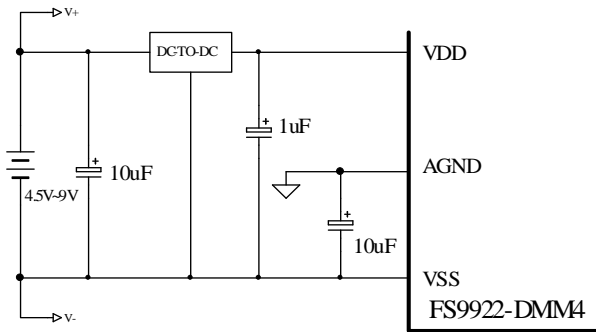 V+
DC-TO-DC
VDD
+
1uF
+
10uF
4.5V~9V
AGND
+
10uF
VSS
V-
FS9922-DMM4